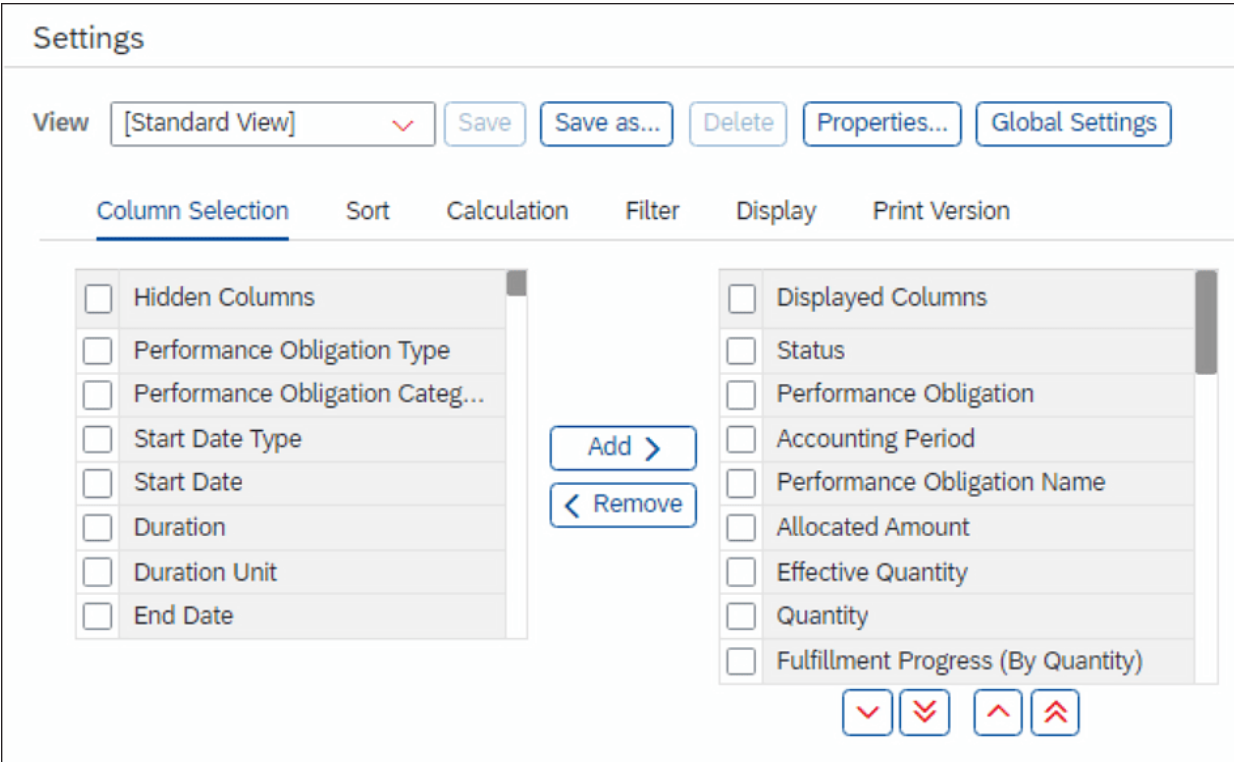 Settings
View [Standard View] Save Save as... Delete Properties... Global Settings
Column Selection Sort Calculation Filter Display Print Version
Hidden Columns
Performance Obligation Type
Performance Obligation Categ...
Start Date Type
Start Date
Duration
Duration Unit
End Date
Add
Remove
Displayed Columns
Status
Performance Obligation
Accounting Period
Performance Obligation Name
Allocated Amount
Effective Quantity
Quantity
Fulfillment Progress (By Quantity)